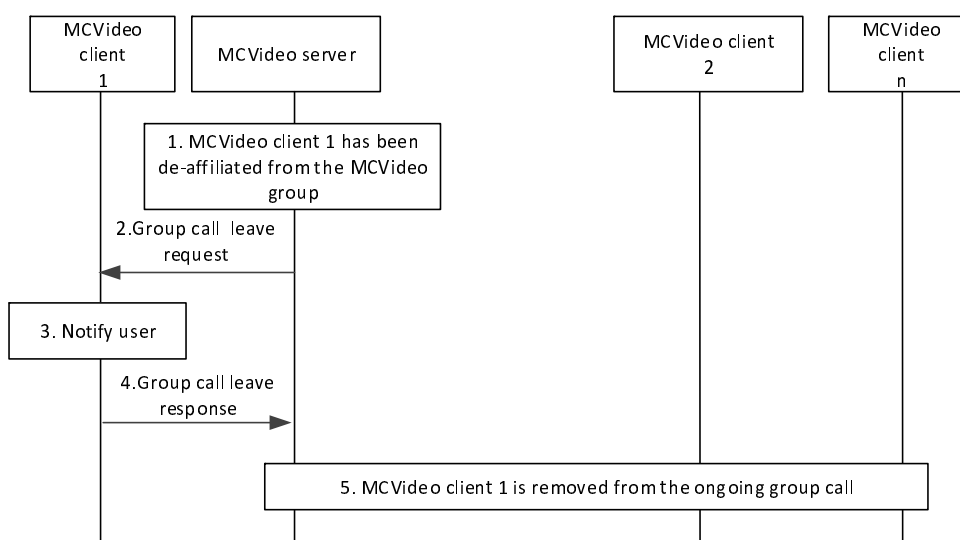 MCVideo
client
1
MCVideo server
MCVideo client
2
MCVideo
client
n
1. MCVideo client 1 has been
de-affiliated from the MCVideo
group
2.Group call leave
request
3. Notify user
4.Group call leave
response
5. MCVideo client 1 is removed from the ongoing group call